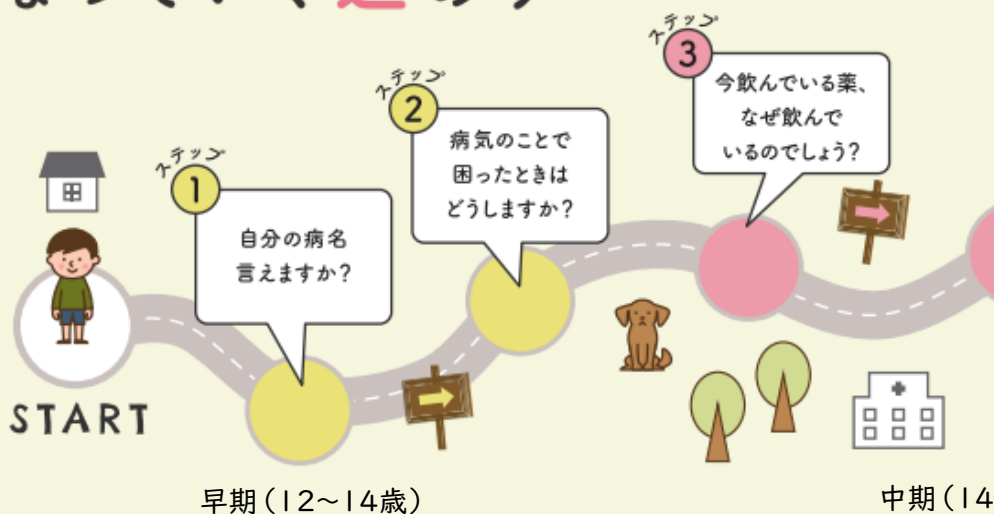 ステップ
1
自分の病名
言えますか？
ステップ
2
病気のことで
困ったときは
どうしますか？
ステップ
3
今飲んでいる薬、
なぜ飲んで
いるのでしょう？
START
早期（12～14歳）
中期（14